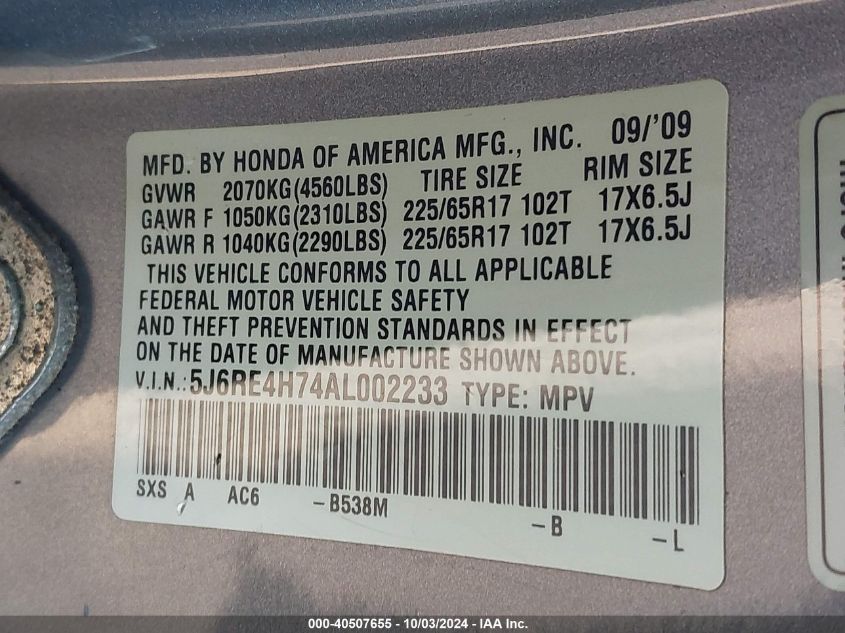 MFD. BY HONDA OF AMERICA MFG., INC. 09/'09
GVWR 2070KG(4560LBS) TIRE SIZE RIM SIZE
GAWR F 1050KG(2310LBS) 225/65R17 102T 17X6.5J
GAWR R 1040KG(2290LBS) 225/65R17 102T 17X6.5J
THIS VEHICLE CONFORMS TO ALL APPLICABLE
FEDERAL MOTOR VEHICLE SAFETY
AND THEFT PREVENTION STANDARDS IN EFFECT
ON THE DATE OF MANUFACTURE SHOWN ABOVE.
V.I.N.: 5J6RE4H74AL002233 TYPE: MPV
SXS A AC6 -B538M -B -L
000-40507655 - 10/03/2024 - IAA Inc.